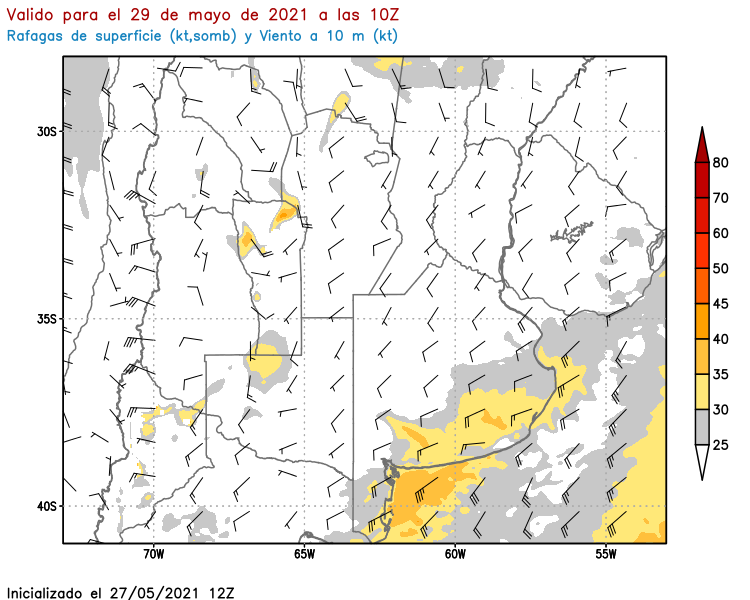 Valido para el 29 de mayo de 2021 a las 10Z
Rafagas de superficie (kt,somb) y Viento a 10 m (kt)
30S
35S
40S
70W 65W 60W 55W
80
70
60
50
45
40
35
30
25
Inicializado el 27/05/2021 12Z